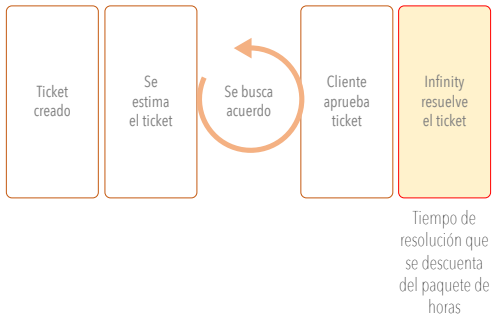 Ticket
creado
Se
estima
el ticket
Se busca
acuerdo
Cliente
aprueba
ticket
Infinity
resuelve
el ticket
Tiempo de
resolución que
se descuenta
del paquete de
horas